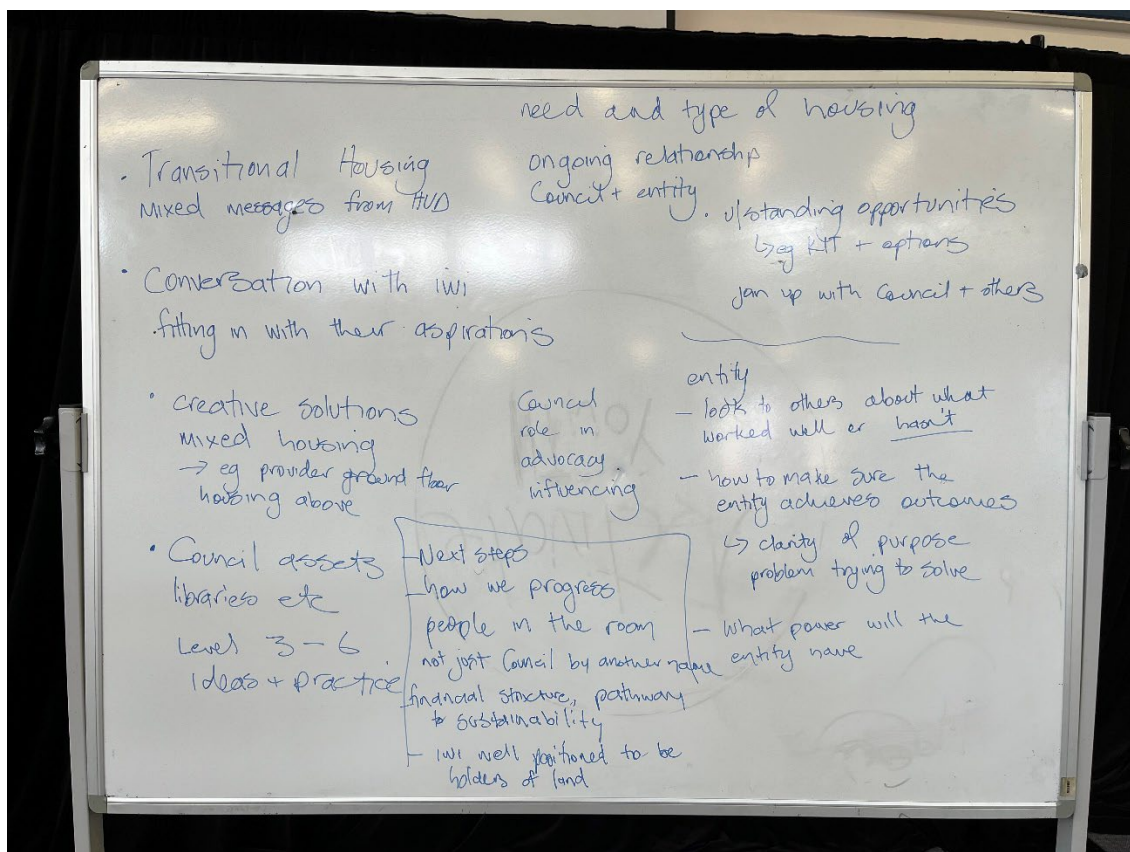 need and type of housing
• Transitional Housing
Mixed messages from HUD
ongoing relationship
Council + entity
• u/standing opportunities
↳ eg + options
join up with Council + others
• Conversation with iwi
• fitting in with their aspirations
• creative solutions
mixed housing
→ eg provider ground floor
housing above
Council
role in
advocacy
influencing
entity
– look to others about what
worked well or hasn't
– how to make sure the
entity achieves outcomes
↳ clarity of purpose
problem trying to solve
– What power will the
entity have
• Council assets
libraries etc
Level 3 – 6
ideas + practice
– Next steps
– how we progress
people in the room
not just Council by another name
– financial structure, pathway
to sustainability
– iwi well positioned to be
holders of land